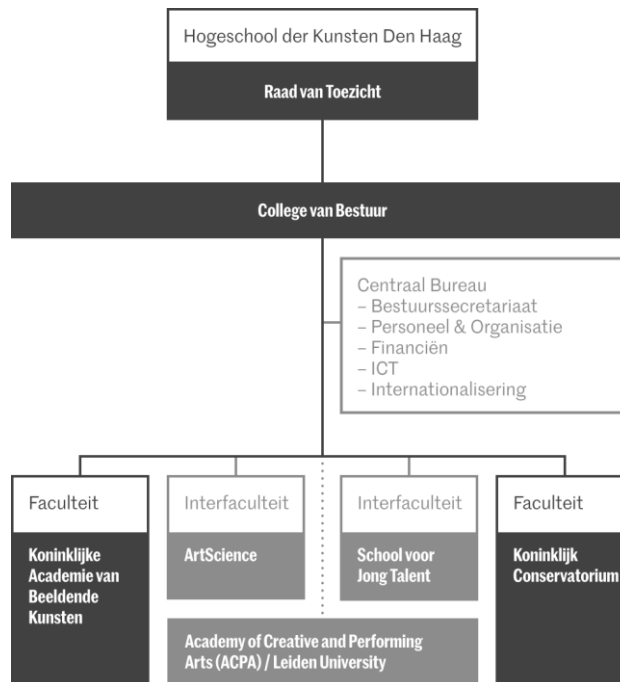 Hogeschool der Kunsten Den Haag
Raad van Toezicht
College van Bestuur
Centraal Bureau
– Bestuurssecretariaat
– Personeel & Organisatie
– Financiën
– ICT
– Internationalisering
Faculteit
Koninklijke
Academie van
Beeldende
Kunsten
Interfaculteit
ArtScience
Interfaculteit
School voor
Jong Talent
Faculteit
Koninklijk
Conservatorium
Academy of Creative and Performing
Arts (ACPA) / Leiden University